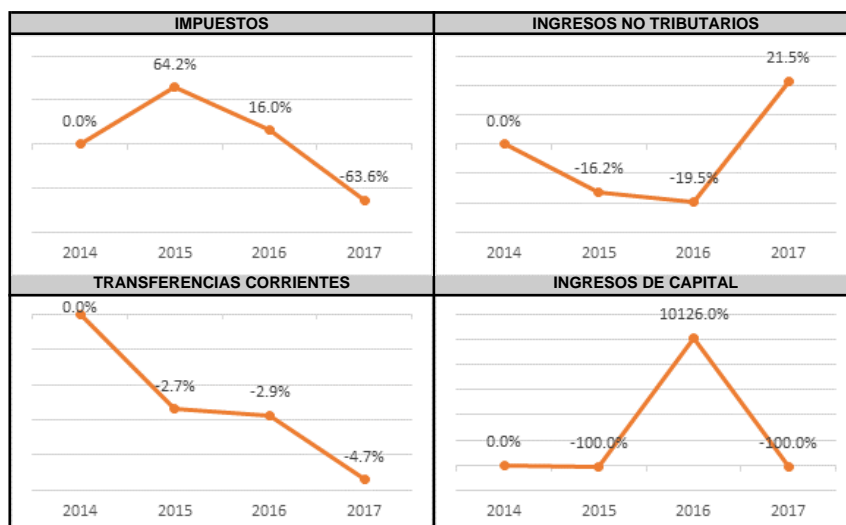 IMPUESTOS
0.0%
64.2%
16.0%
-63.6%
2014 2015 2016 2017
INGRESOS NO TRIBUTARIOS
0.0%
-16.2%
-19.5%
21.5%
2014 2015 2016 2017
TRANSFERENCIAS CORRIENTES
0.0%
-2.7%
-2.9%
-4.7%
2014 2015 2016 2017
INGRESOS DE CAPITAL
0.0%
-100.0%
10126.0%
-100.0%
2014 2015 2016 2017